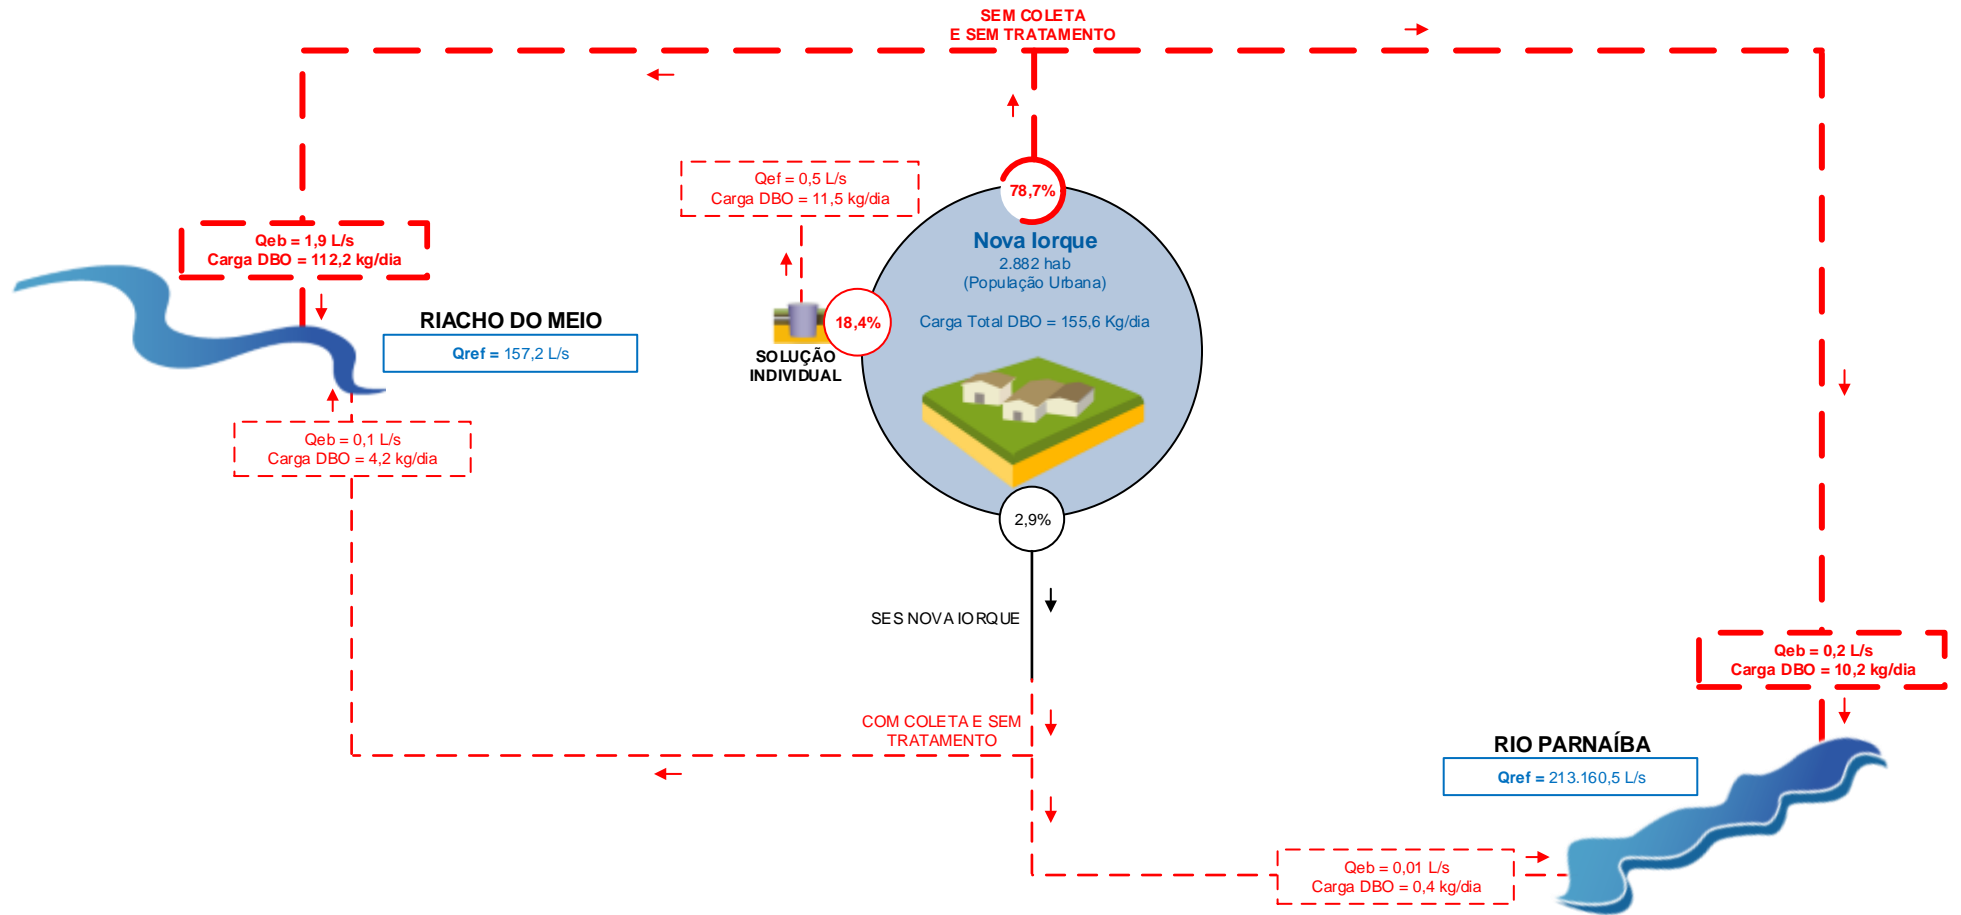 SEM COLETA
E SEM TRATAMENTO
78,7%
Qef = 0,5 L/s
Carga DBO = 11,5 kg/dia
Nova Iorque
2.882 hab
(População Urbana)
Carga Total DBO = 155,6 Kg/dia
18,4%
SOLUÇÃO
INDIVIDUAL
Qeb = 1,9 L/s
Carga DBO = 112,2 kg/dia
RIACHO DO MEIO
Qref = 157,2 L/s
Qeb = 0,1 L/s
Carga DBO = 4,2 kg/dia
2,9%
SES NOVA IORQUE
COM COLETA E SEM
TRATAMENTO
Qeb = 0,2 L/s
Carga DBO = 10,2 kg/dia
RIO PARNAÍBA
Qref = 213.160,5 L/s
Qeb = 0,01 L/s
Carga DBO = 0,4 kg/dia